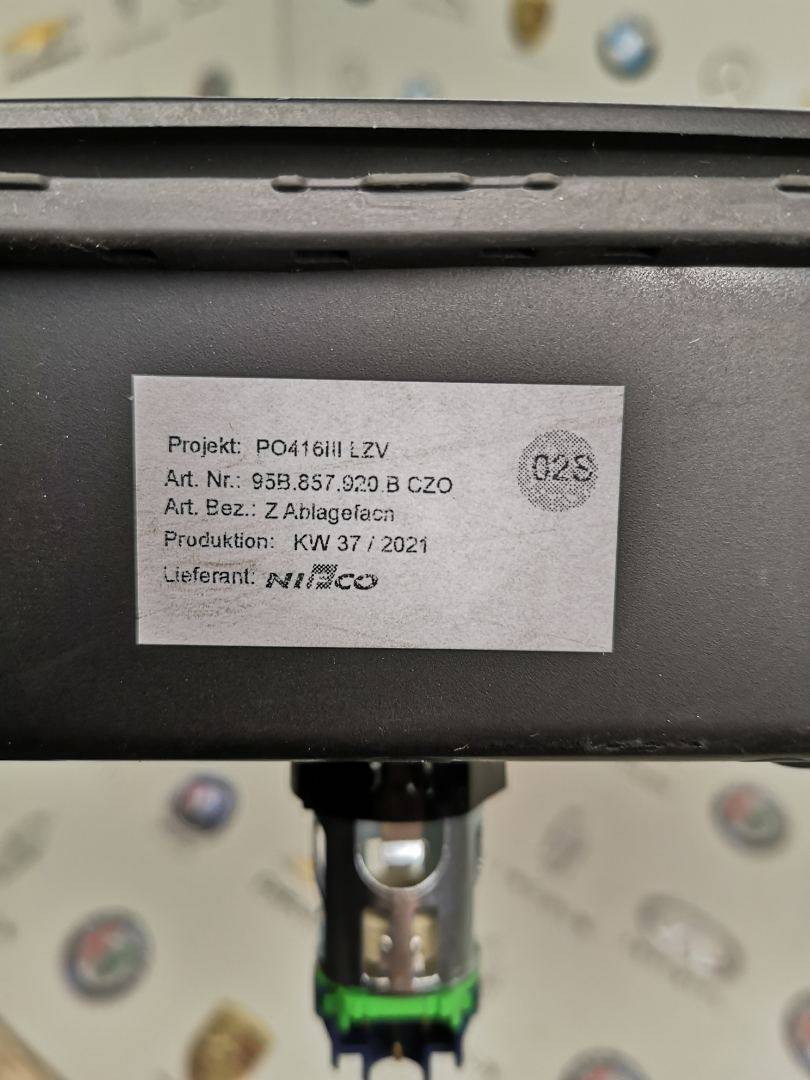 Projekt: PO416III LZV
Art. Nr.: 95B.857.920.B CZO
02S
Art. Bez.: Z Ablagefach
Produktion: KW 37 / 2021
Lieferant: NIFCO